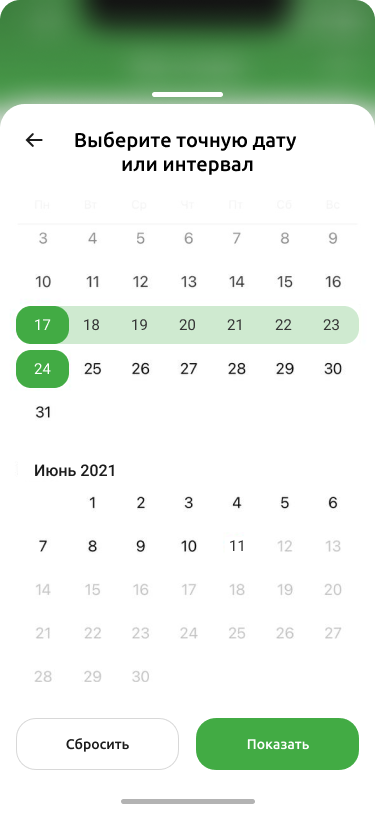 Выберите точную дату
или интервал
Пн Вт Ср Чт Пт Сб Вс
3 4 5 6 7 8 9
10 11 12 13 14 15 16
17 18 19 20 21 22 23
24 25 26 27 28 29 30
31
Июнь 2021
1 2 3 4 5 6
7 8 9 10 11 12 13
14 15 16 17 18 19 20
21 22 23 24 25 26 27
28 29 30
Сбросить Показать